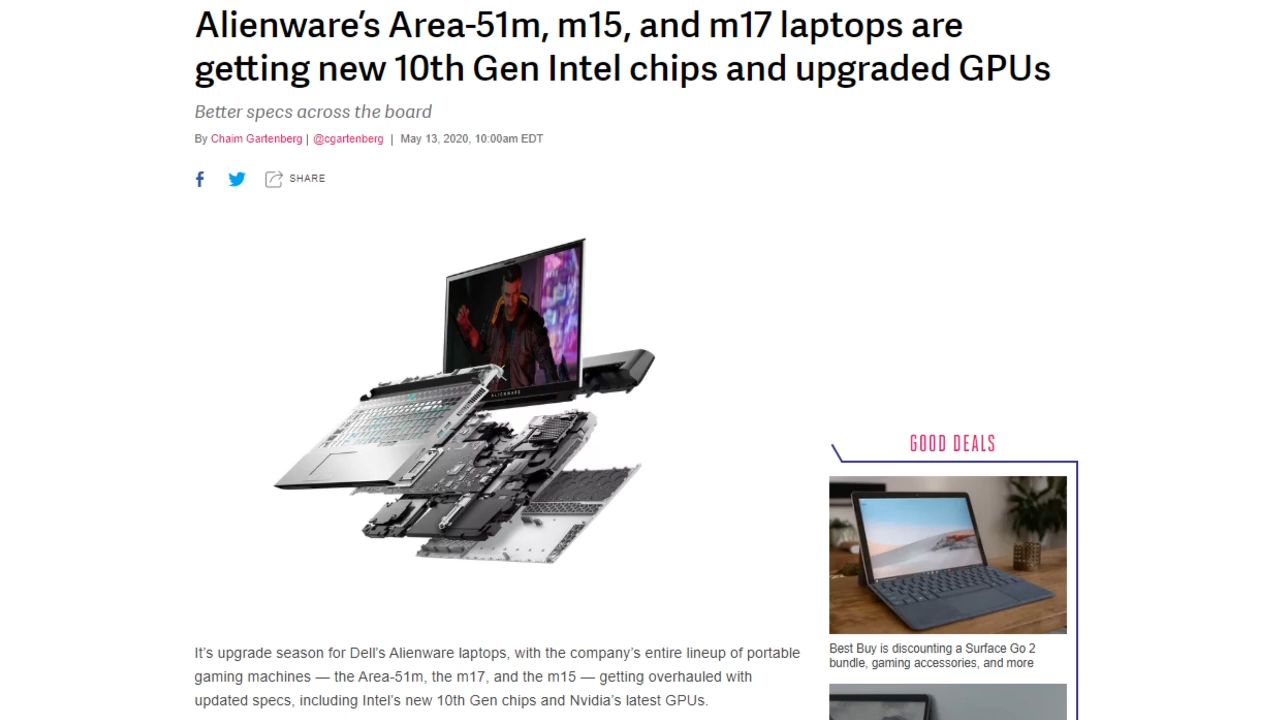 Alienware’s Area-51m, m15, and m17 laptops are
getting new 10th Gen Intel chips and upgraded GPUs
Better specs across the board
By Chaim Gartenberg | @cgartenberg | May 13, 2020, 10:00am EDT
SHARE
ALIENWARE
It’s upgrade season for Dell’s Alienware laptops, with the company’s entire lineup of portable
gaming machines — the Area-51m, the m17, and the m15 — getting overhauled with
updated specs, including Intel’s new 10th Gen chips and Nvidia’s latest GPUs.
GOOD DEALS
Best Buy is discounting a Surface Go 2
bundle, gaming accessories, and more